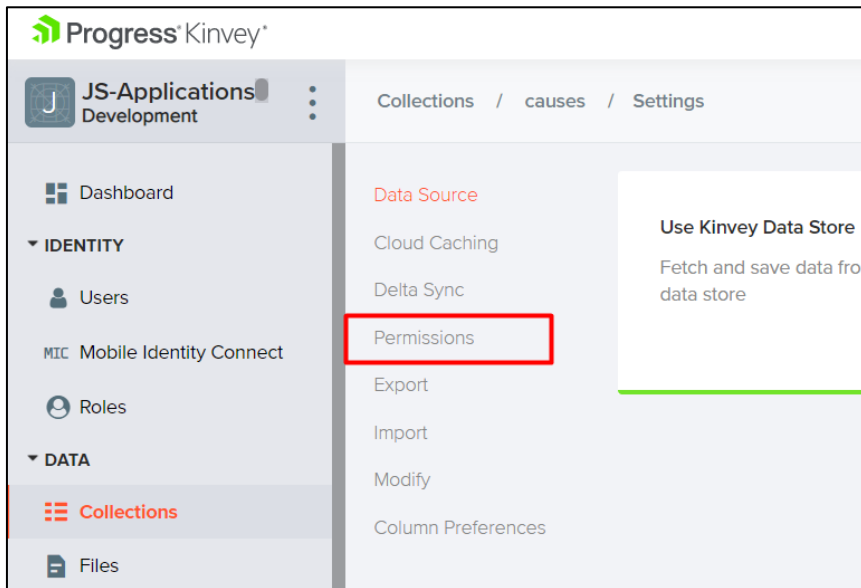 Progress Kinvey
J JS-Applications
Development
Collections / causes / Settings
Dashboard
IDENTITY
Users
MIC Mobile Identity Connect
Roles
DATA
Collections
Files
Data Source
Cloud Caching
Delta Sync
Permissions
Export
Import
Modify
Column Preferences
Use Kinvey Data Store
Fetch and save data fro
data store